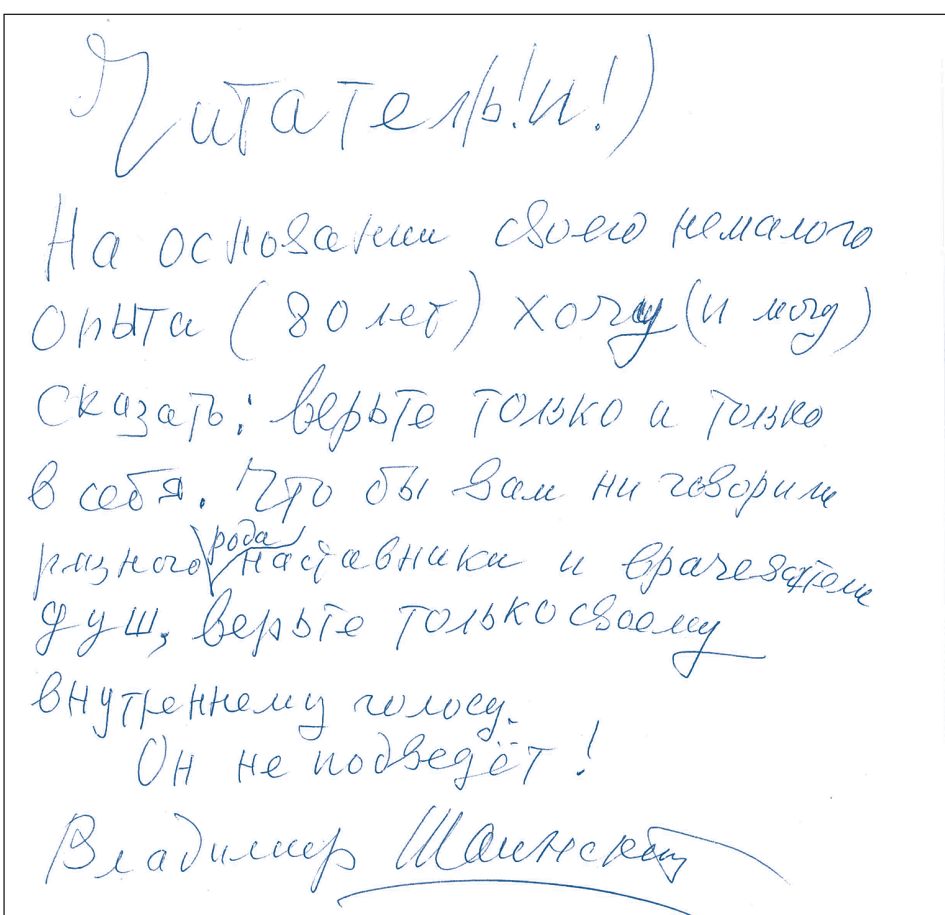 Читатель(ь!и!)
На основании своего немалого
опыта (80 лет) хочу (и могу)
сказать: верьте только и только
в себя. Что бы вам ни говорили
разного рода наставники и врачеватели
душ, верьте только своему
внутреннему голосу.
Он не подведёт!
Владимир Шаинский